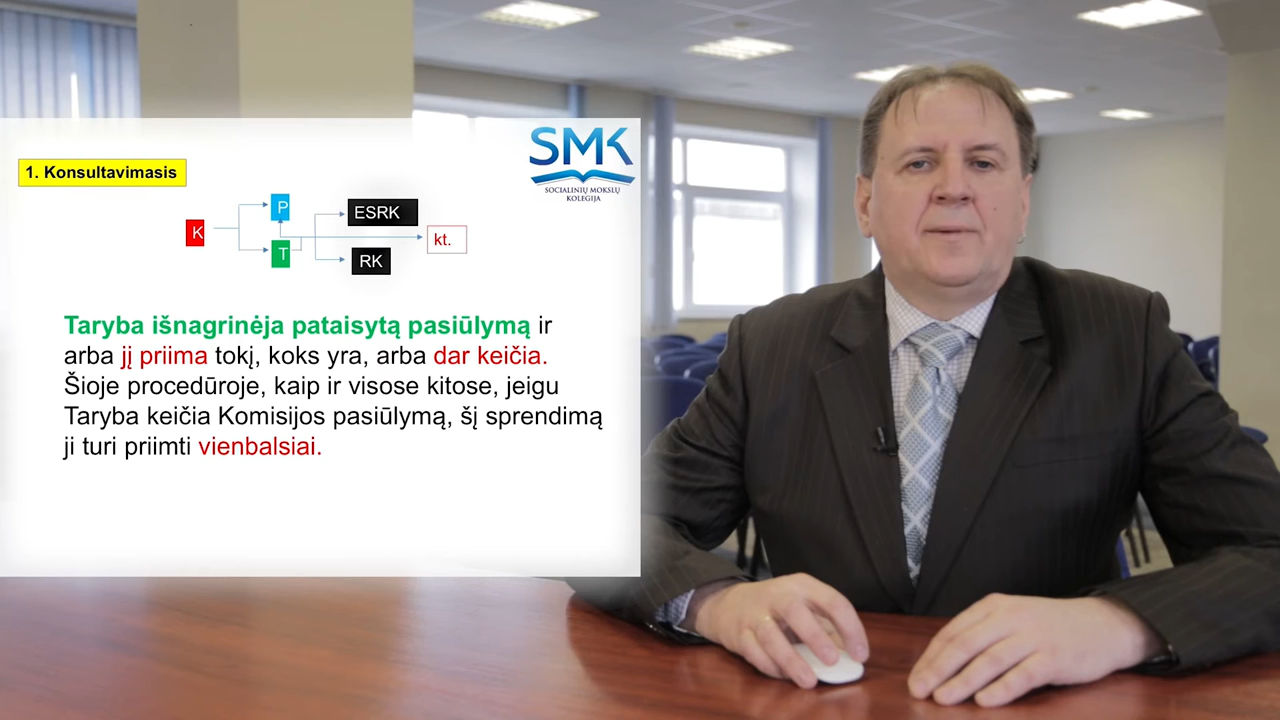 SMK
SOCIALINIŲ MOKSLŲ
KOLEGIJA
1. Konsultavimasis
K
P
T
ESRK
RK
kt.
Taryba išnagrinėja pataisytą pasiūlymą ir
arba jį priima tokį, koks yra, arba dar keičia.
Šioje procedūroje, kaip ir visose kitose, jeigu
Taryba keičia Komisijos pasiūlymą, šį sprendimą
ji turi priimti vienbalsiai.